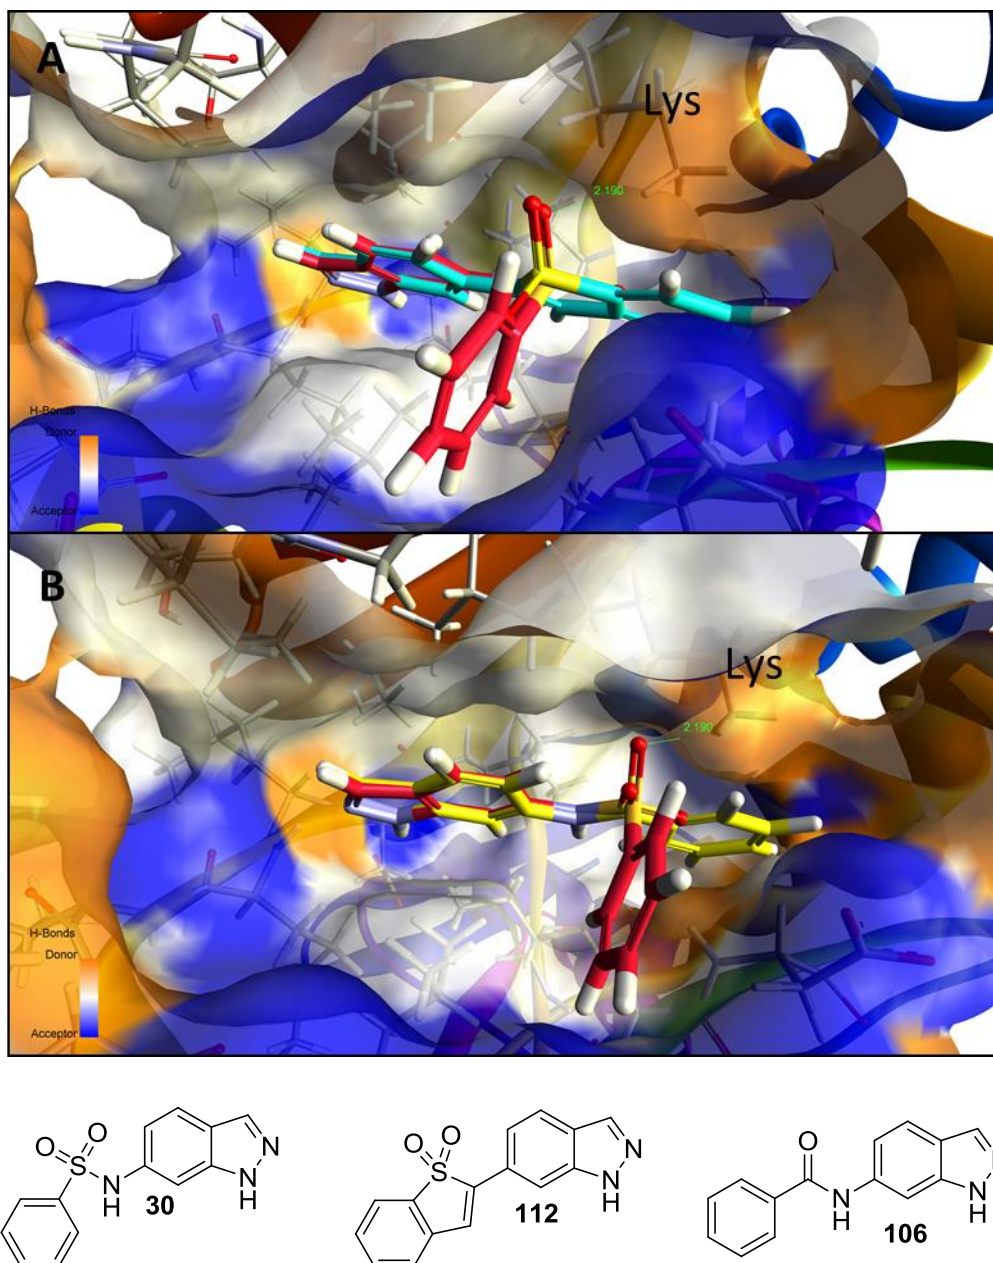 A
Lys
2.190
H-Bonds
Donor
Acceptor
B
Lys
2.190
H-Bonds
Donor
Acceptor
O
O
S
N
H
30
N
N
H
O
O
S
112
N
N
H
O
N
H
106
N
N
H